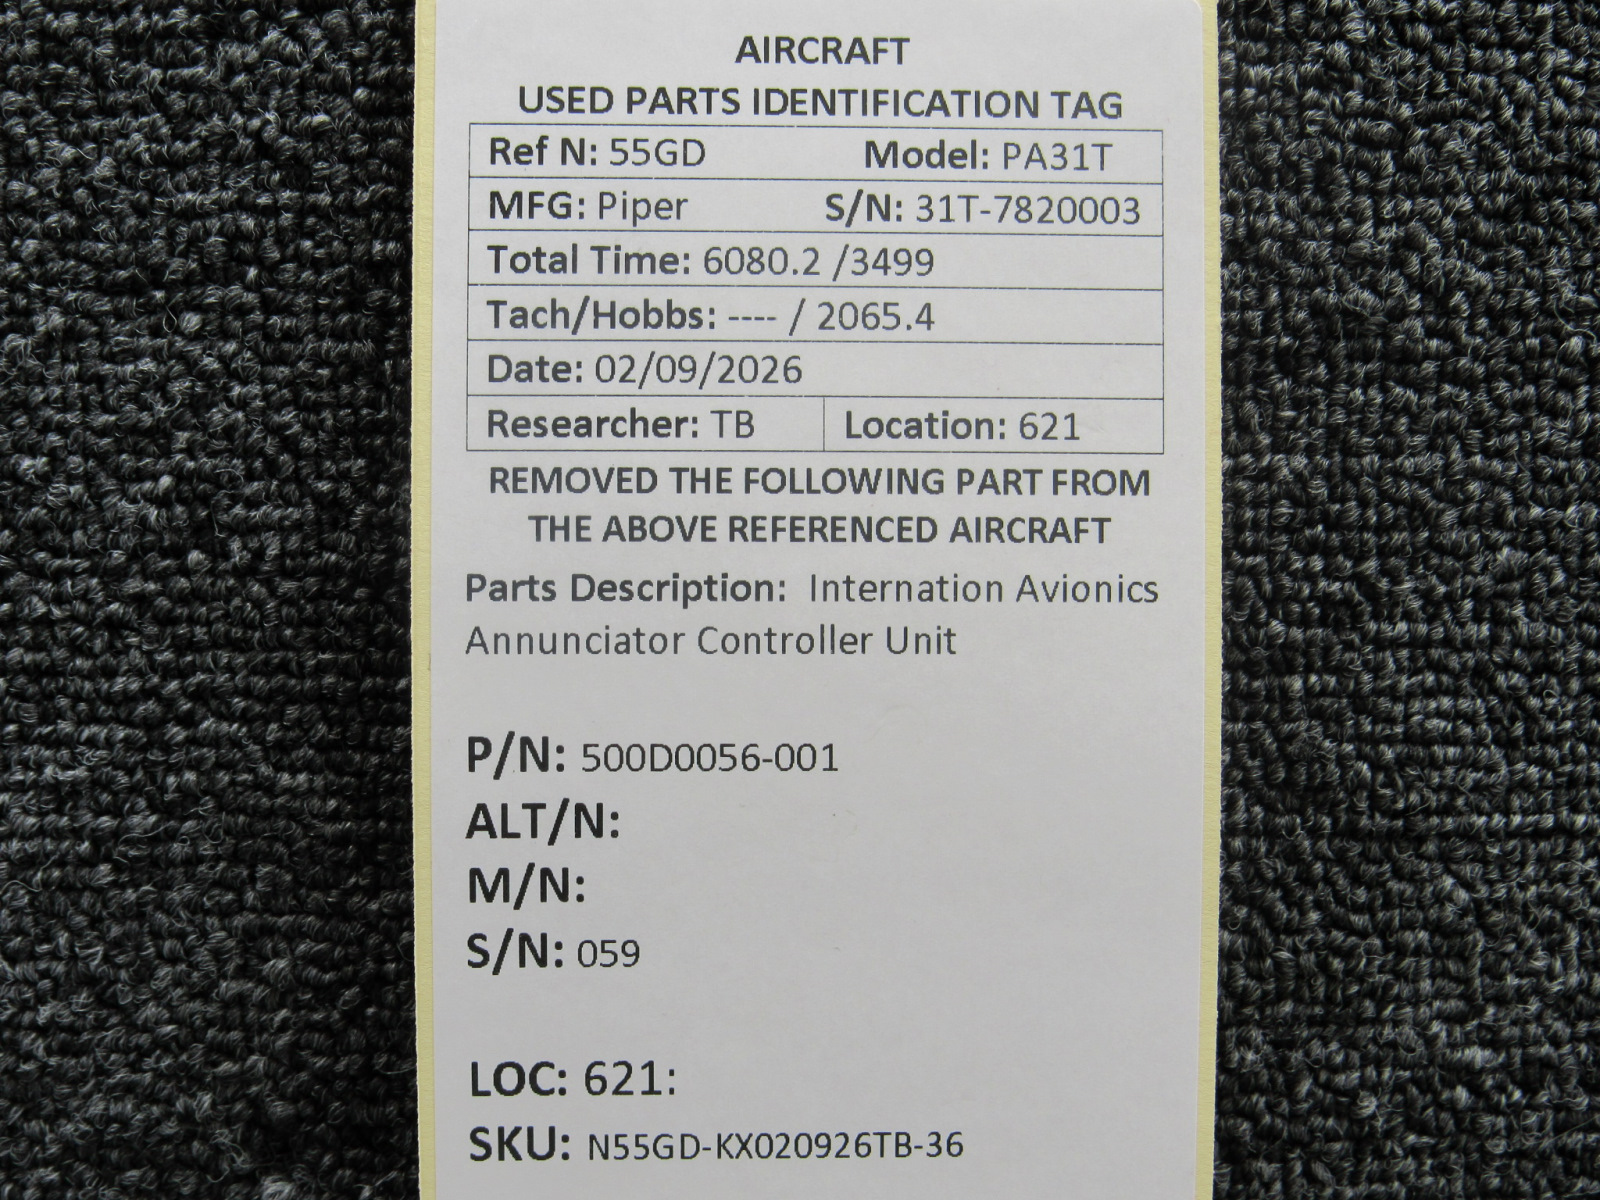 AIRCRAFT
USED PARTS IDENTIFICATION TAG
Ref N: 55GD Model: PA31T
MFG: Piper S/N: 31T-7820003
Total Time: 6080.2 /3499
Tach/Hobbs: ---- / 2065.4
Date: 02/09/2026
Researcher: TB Location: 621
REMOVED THE FOLLOWING PART FROM
THE ABOVE REFERENCED AIRCRAFT
Parts Description: Internation Avionics
Annunciator Controller Unit
P/N: 500D0056-001
ALT/N:
M/N:
S/N: 059
LOC: 621:
SKU: N55GD-KX020926TB-36